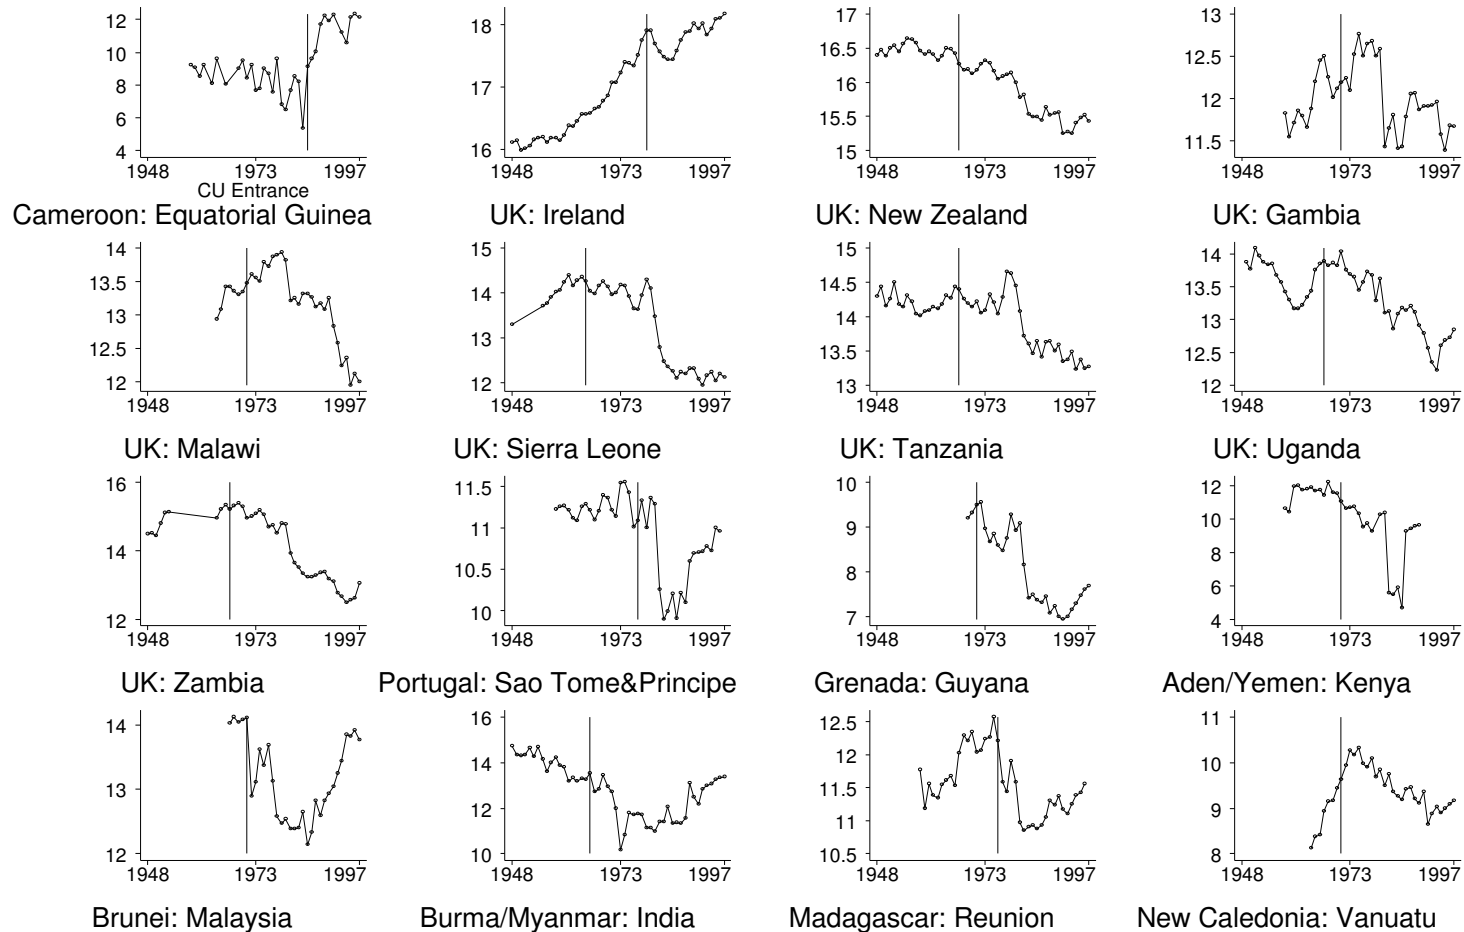 12
10
8
6
4
1948 1973 1997
CU Entrance
Cameroon: Equatorial Guinea
18
17
16
1948 1973 1997
UK: Ireland
17
16.5
16
15.5
15
1948 1973 1997
UK: New Zealand
13
12.5
12
11.5
1948 1973 1997
UK: Gambia
14
13.5
13
12.5
12
1948 1973 1997
UK: Malawi
15
14
13
12
1948 1973 1997
UK: Sierra Leone
15
14.5
14
13.5
13
1948 1973 1997
UK: Tanzania
14
13.5
13
12.5
12
1948 1973 1997
UK: Uganda
16
14
12
1948 1973 1997
UK: Zambia
11.5
11
10.5
10
1948 1973 1997
Portugal: Sao Tome&Principe
10
9
8
7
1948 1973 1997
Grenada: Guyana
12
10
8
6
4
1948 1973 1997
Aden/Yemen: Kenya
14
13
12
1948 1973 1997
Brunei: Malaysia
16
14
12
10
1948 1973 1997
Burma/Myanmar: India
12.5
12
11.5
11
10.5
1948 1973 1997
Madagascar: Reunion
11
10
9
8
1948 1973 1997
New Caledonia: Vanuatu